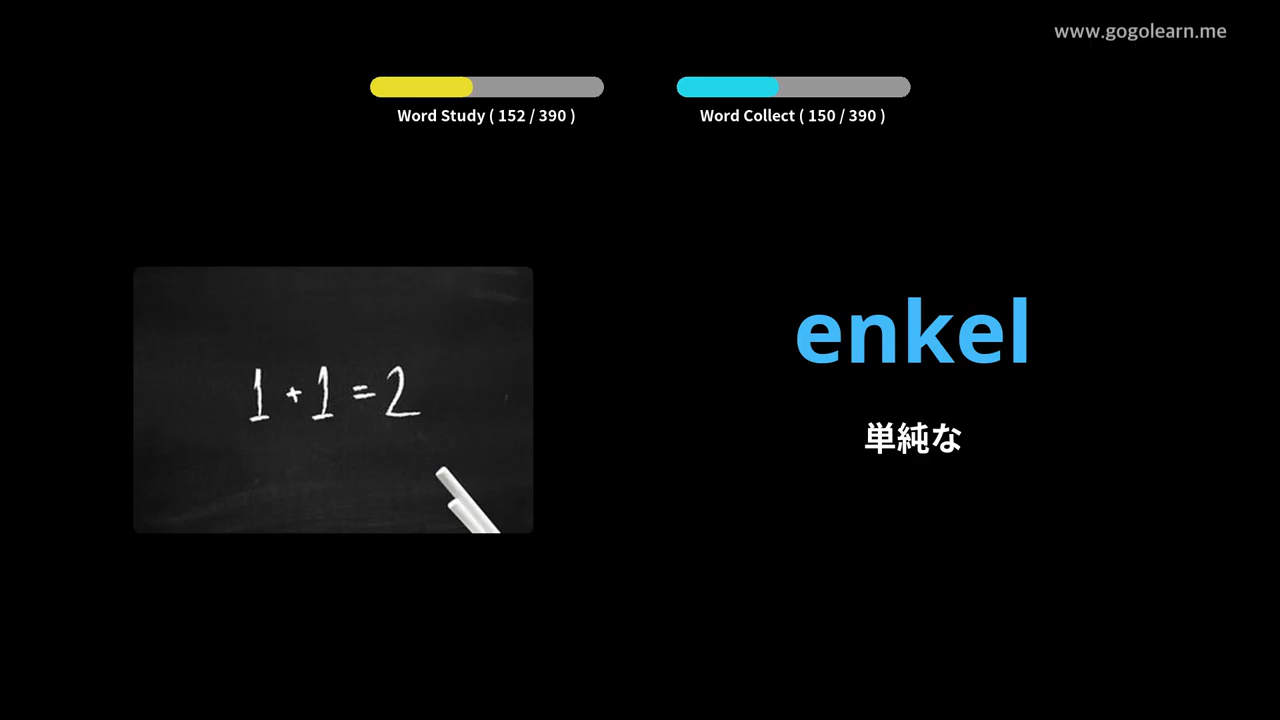 www.gogolearn.me
Word Study ( 152 / 390 )
Word Collect ( 150 / 390 )
1 + 1 = 2
enkel
単純な